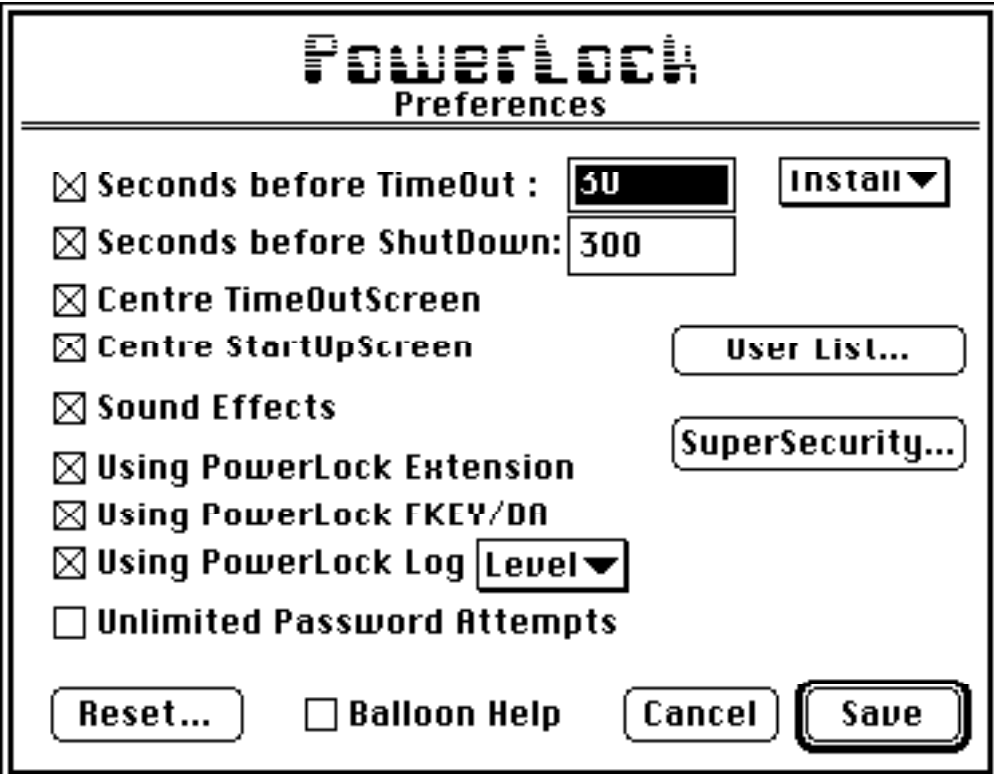 PowerLock
Preferences
Seconds before TimeOut : 30 Install
Seconds before ShutDown: 300
Centre TimeOutScreen
Centre StartUpScreen
User List...
Sound Effects
SuperSecurity...
Using PowerLock Extension
Using PowerLock FKEY/DA
Using PowerLock Log Level
Unlimited Password Attempts
Reset... Balloon Help Cancel Save